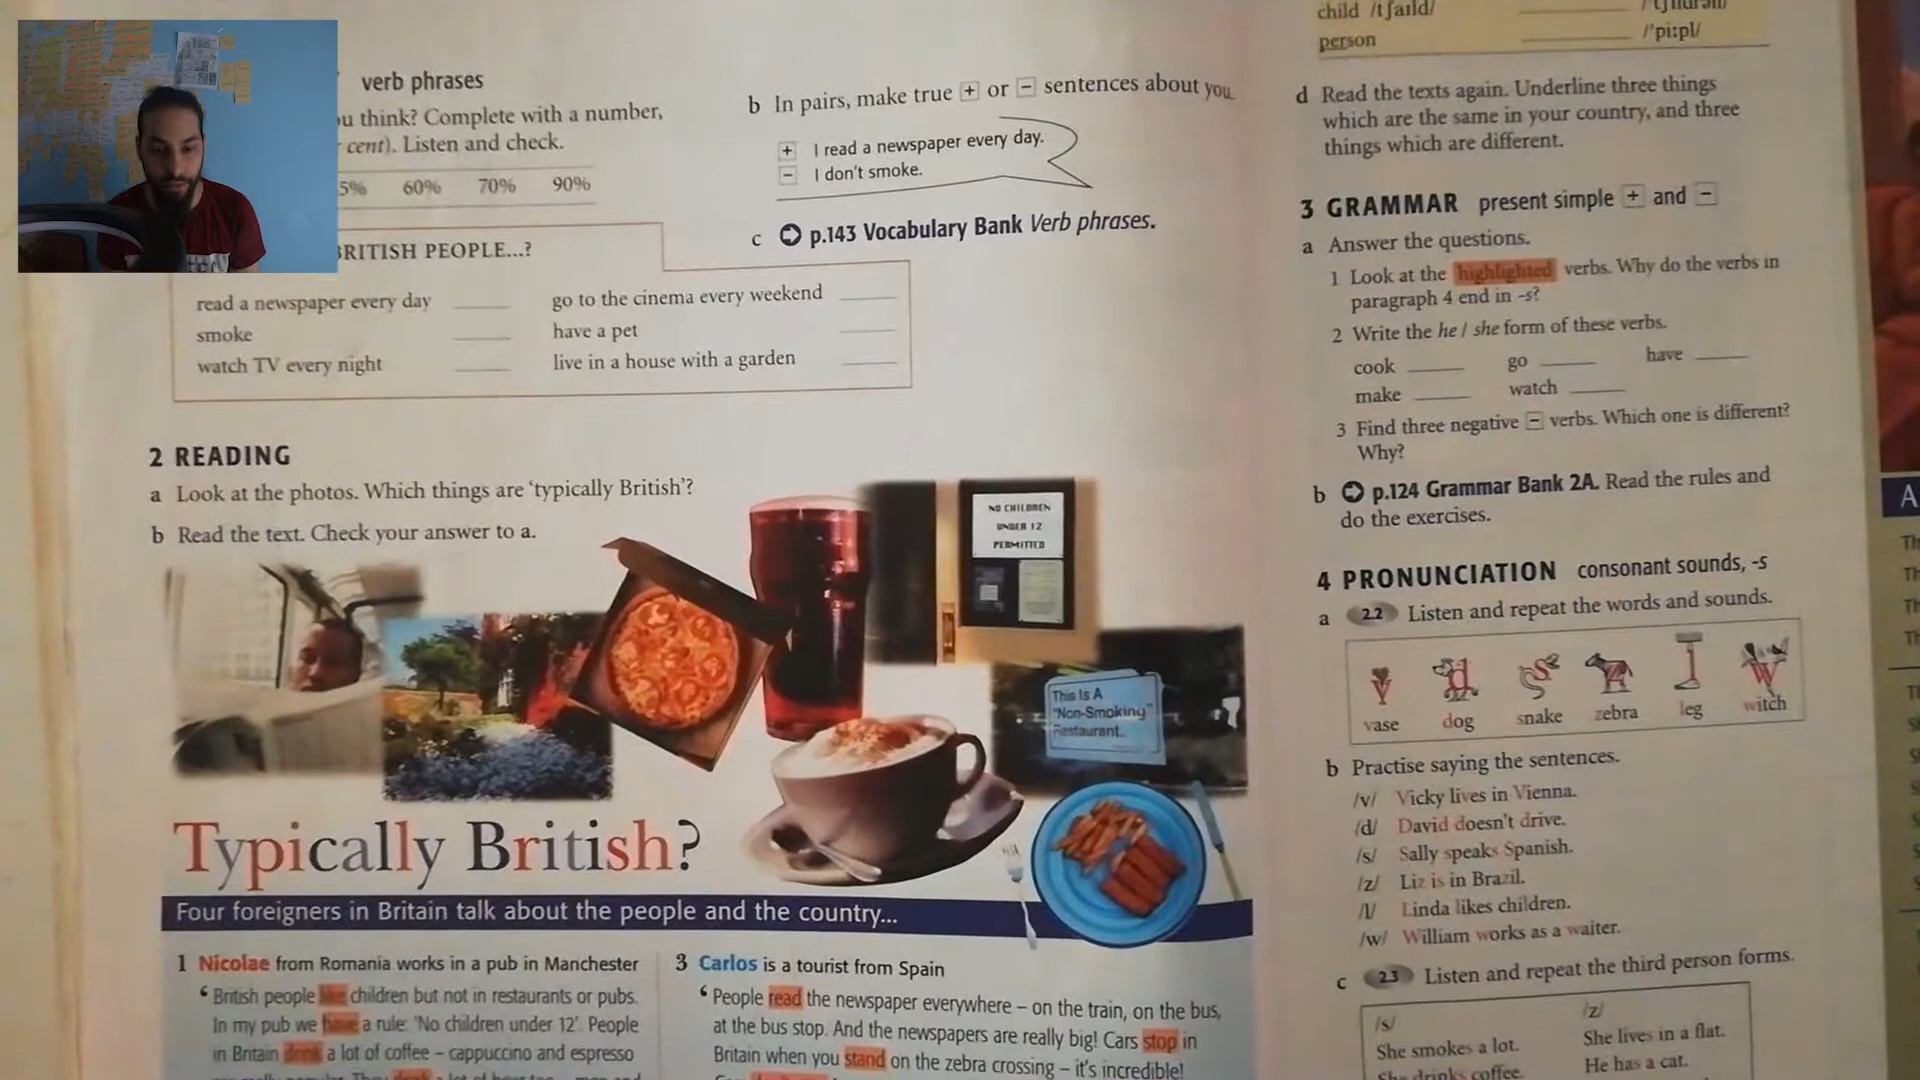 verb phrases
u think? Complete with a number,
cent). Listen and check.
5% 60% 70% 90%
BRITISH PEOPLE...?
read a newspaper every day
smoke
watch TV every night
go to the cinema every weekend
have a pet
live in a house with a garden
b In pairs, make true + or − sentences about you.
+ I read a newspaper every day.
− I don't smoke.
c p.143 Vocabulary Bank Verb phrases.
2 READING
a Look at the photos. Which things are 'typically British'?
b Read the text. Check your answer to a.
NO CHILDREN
UNDER 12
PERMITTED
This Is A
"Non-Smoking"
Restaurant.
Typically British?
Four foreigners in Britain talk about the people and the country...
1 Nicolae from Romania works in a pub in Manchester
‘British people like children but not in restaurants or pubs.
In my pub we have a rule: 'No children under 12'. People
in Britain drink a lot of coffee – cappuccino and espresso
3 Carlos is a tourist from Spain
‘People read the newspaper everywhere – on the train, on the bus,
at the bus stop. And the newspapers are really big! Cars stop in
Britain when you stand on the zebra crossing – it's incredible!
child /tʃaɪld/
person /'piːpl/
d Read the texts again. Underline three things
which are the same in your country, and three
things which are different.
3 GRAMMAR present simple + and −
a Answer the questions.
1 Look at the highlighted verbs. Why do the verbs in
paragraph 4 end in -s?
2 Write the he / she form of these verbs.
cook go have
make watch
3 Find three negative − verbs. Which one is different?
Why?
b p.124 Grammar Bank 2A. Read the rules and
do the exercises.
4 PRONUNCIATION consonant sounds, -s
a 2.2 Listen and repeat the words and sounds.
vase dog snake zebra leg witch
b Practise saying the sentences.
/v/ Vicky lives in Vienna.
/d/ David doesn't drive.
/s/ Sally speaks Spanish.
/z/ Liz is in Brazil.
/l/ Linda likes children.
/w/ William works as a waiter.
c 2.3 Listen and repeat the third person forms.
/s/ /z/
She smokes a lot. She lives in a flat.
She drinks coffee. He has a cat.
A